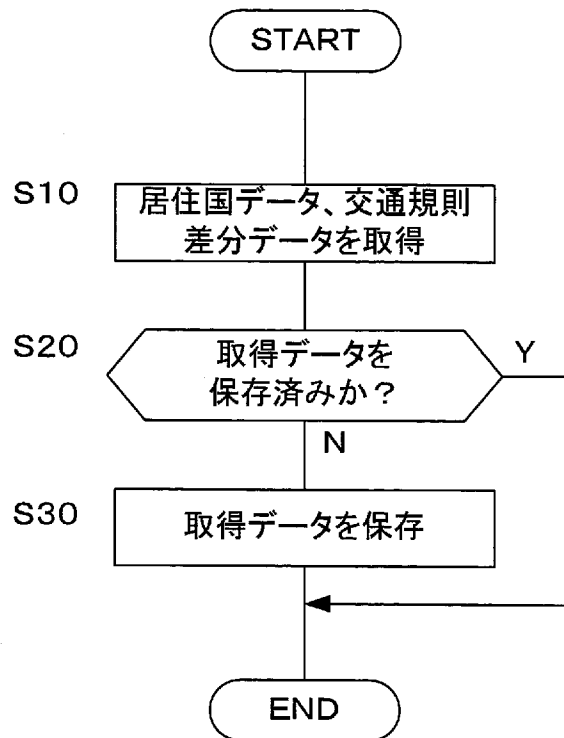 START
S10
居住国データ、交通規則
差分データを取得
S20
取得データを
保存済みか？
Y
N
S30
取得データを保存
END